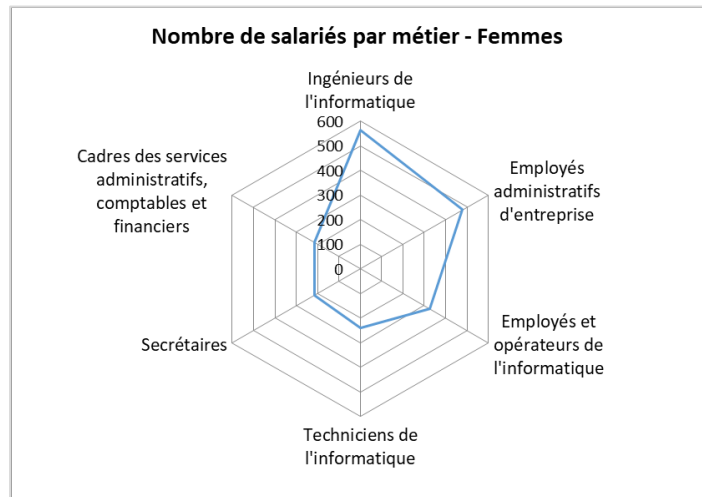 Nombre de salariés par métier - Femmes
Ingénieurs de
l'informatique
600
500
400
300
200
100
0
Employés
administratifs
d'entreprise
Employés et
opérateurs de
l'informatique
Techniciens de
l'informatique
Secrétaires
Cadres des services
administratifs,
comptables et
financiers